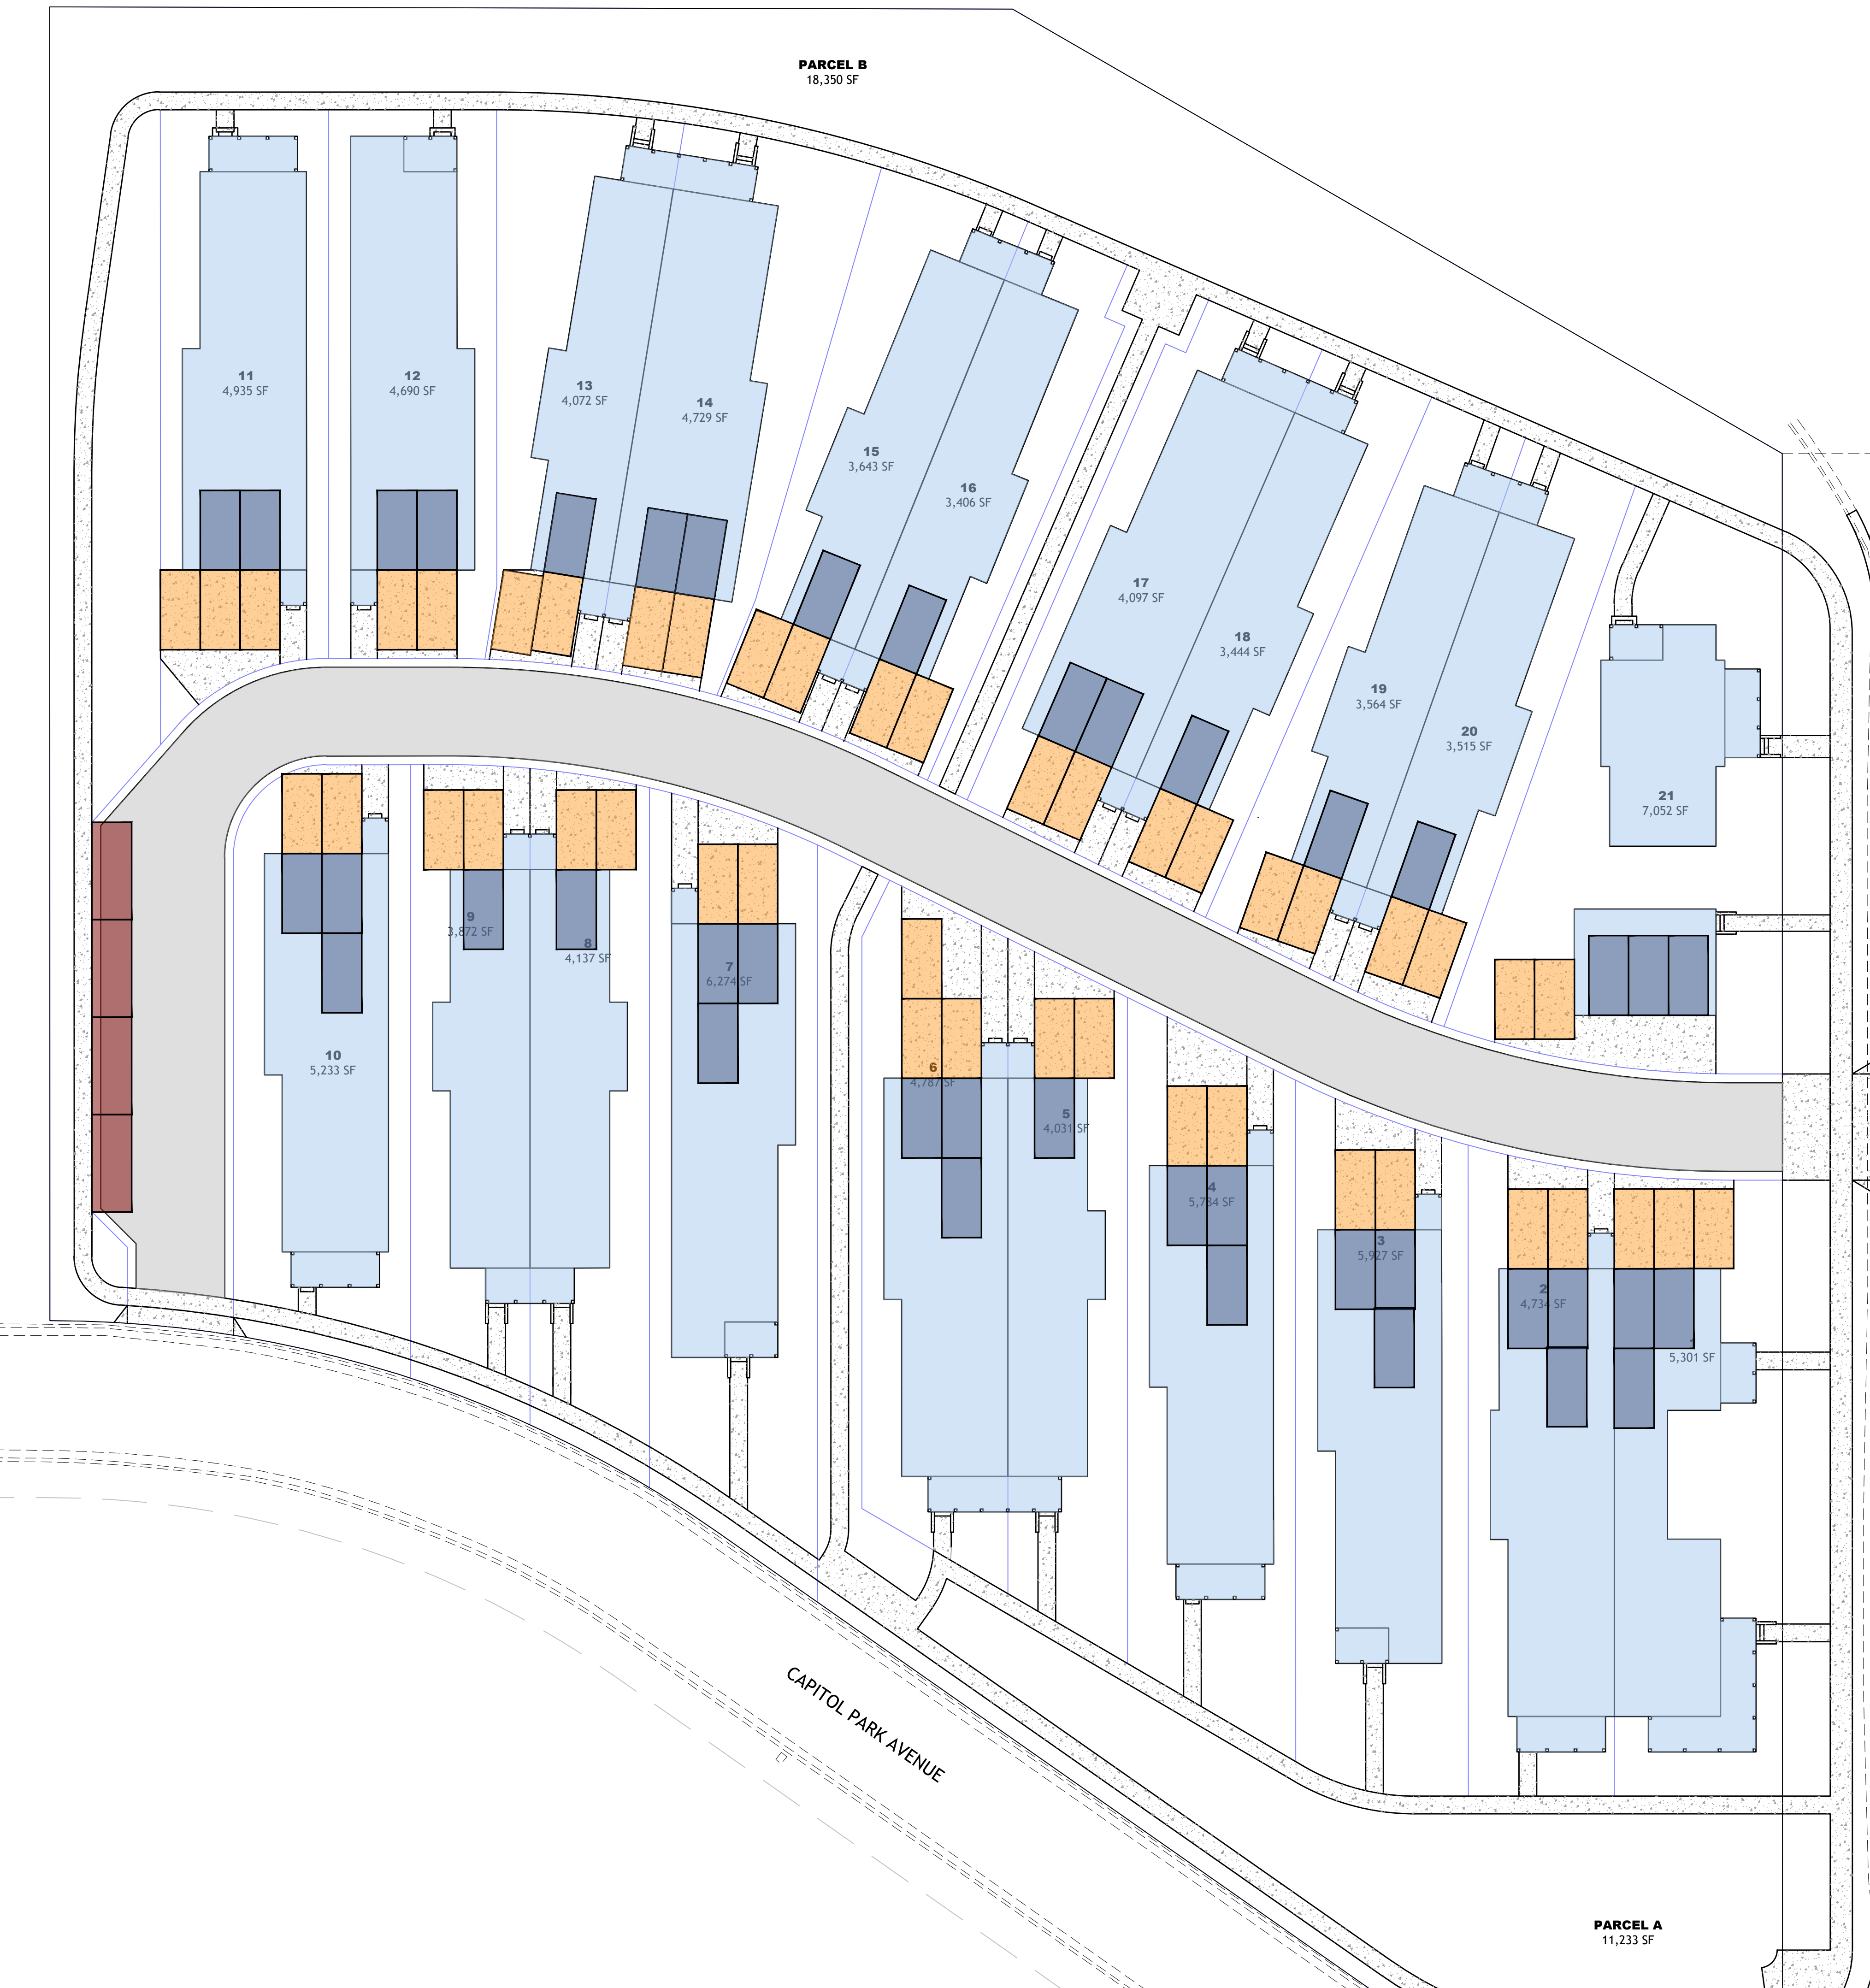 PARCEL B
18,350 SF
11
4,935 SF
12
4,690 SF
13
4,072 SF
14
4,729 SF
15
3,643 SF
16
3,406 SF
17
4,097 SF
18
3,444 SF
19
3,564 SF
20
3,515 SF
21
7,052 SF
10
5,233 SF
9
3,872 SF
8
4,137 SF
7
6,274 SF
6
4,787 SF
5
4,031 SF
4
5,734 SF
3
5,927 SF
2
4,734 SF
1
5,301 SF
CAPITOL PARK AVENUE
PARCEL A
11,233 SF